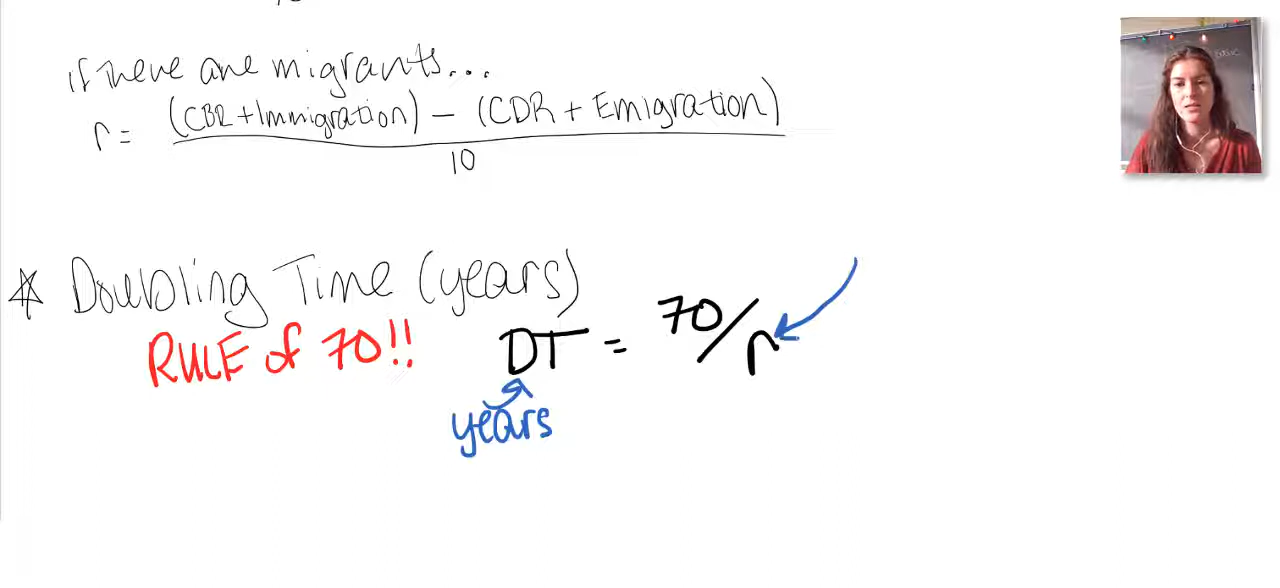 if there are migrants...
r = (CBR + Immigration) - (CDR + Emigration)
10
☆ Doubling Time (years)
RULE of 70!! DT = 70/r
years